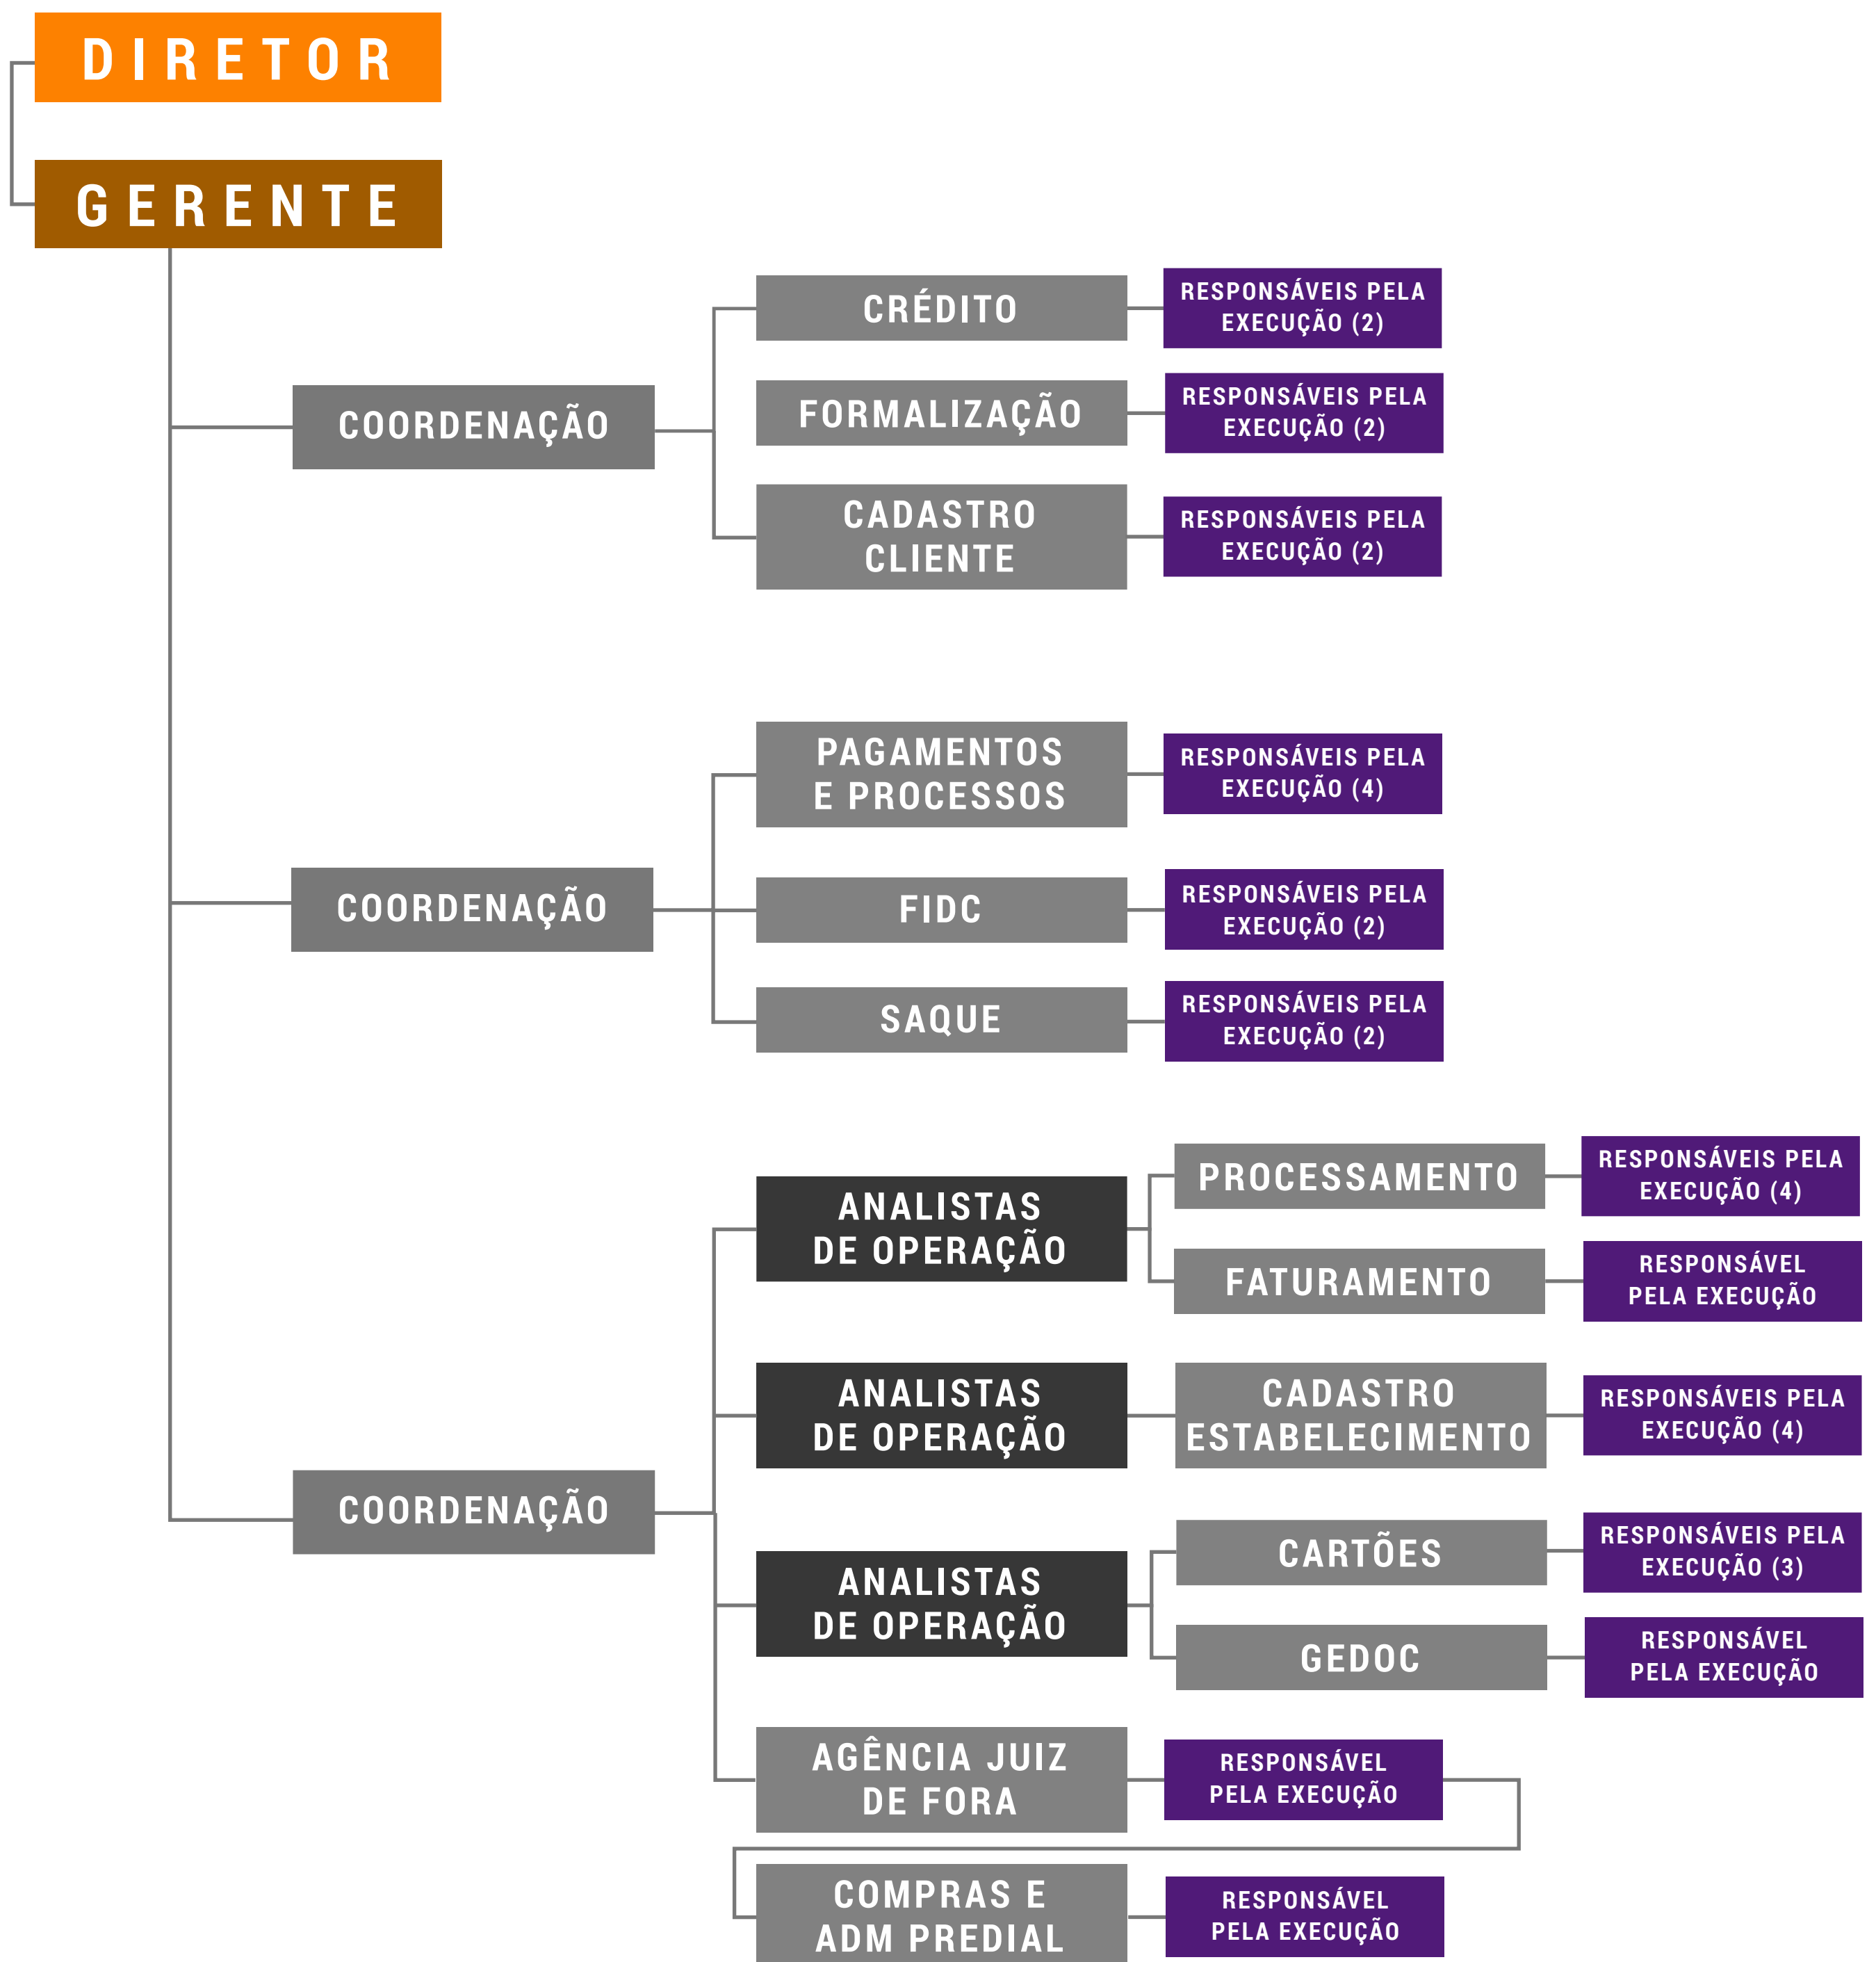 DIRETOR
GERENTE
COORDENAÇÃO
CRÉDITO
RESPONSÁVEIS PELA
EXECUÇÃO (2)
FORMALIZAÇÃO
RESPONSÁVEIS PELA
EXECUÇÃO (2)
CADASTRO
CLIENTE
RESPONSÁVEIS PELA
EXECUÇÃO (2)
COORDENAÇÃO
PAGAMENTOS
E PROCESSOS
RESPONSÁVEIS PELA
EXECUÇÃO (4)
FIDC
RESPONSÁVEIS PELA
EXECUÇÃO (2)
SAQUE
RESPONSÁVEIS PELA
EXECUÇÃO (2)
COORDENAÇÃO
ANALISTAS
DE OPERAÇÃO
PROCESSAMENTO
RESPONSÁVEIS PELA
EXECUÇÃO (4)
FATURAMENTO
RESPONSÁVEL
PELA EXECUÇÃO
ANALISTAS
DE OPERAÇÃO
CADASTRO
ESTABELECIMENTO
RESPONSÁVEIS PELA
EXECUÇÃO (4)
ANALISTAS
DE OPERAÇÃO
CARTÕES
RESPONSÁVEIS PELA
EXECUÇÃO (3)
GEDOC
RESPONSÁVEL
PELA EXECUÇÃO
AGÊNCIA JUIZ
DE FORA
RESPONSÁVEL
PELA EXECUÇÃO
COMPRAS E
ADM PREDIAL
RESPONSÁVEL
PELA EXECUÇÃO